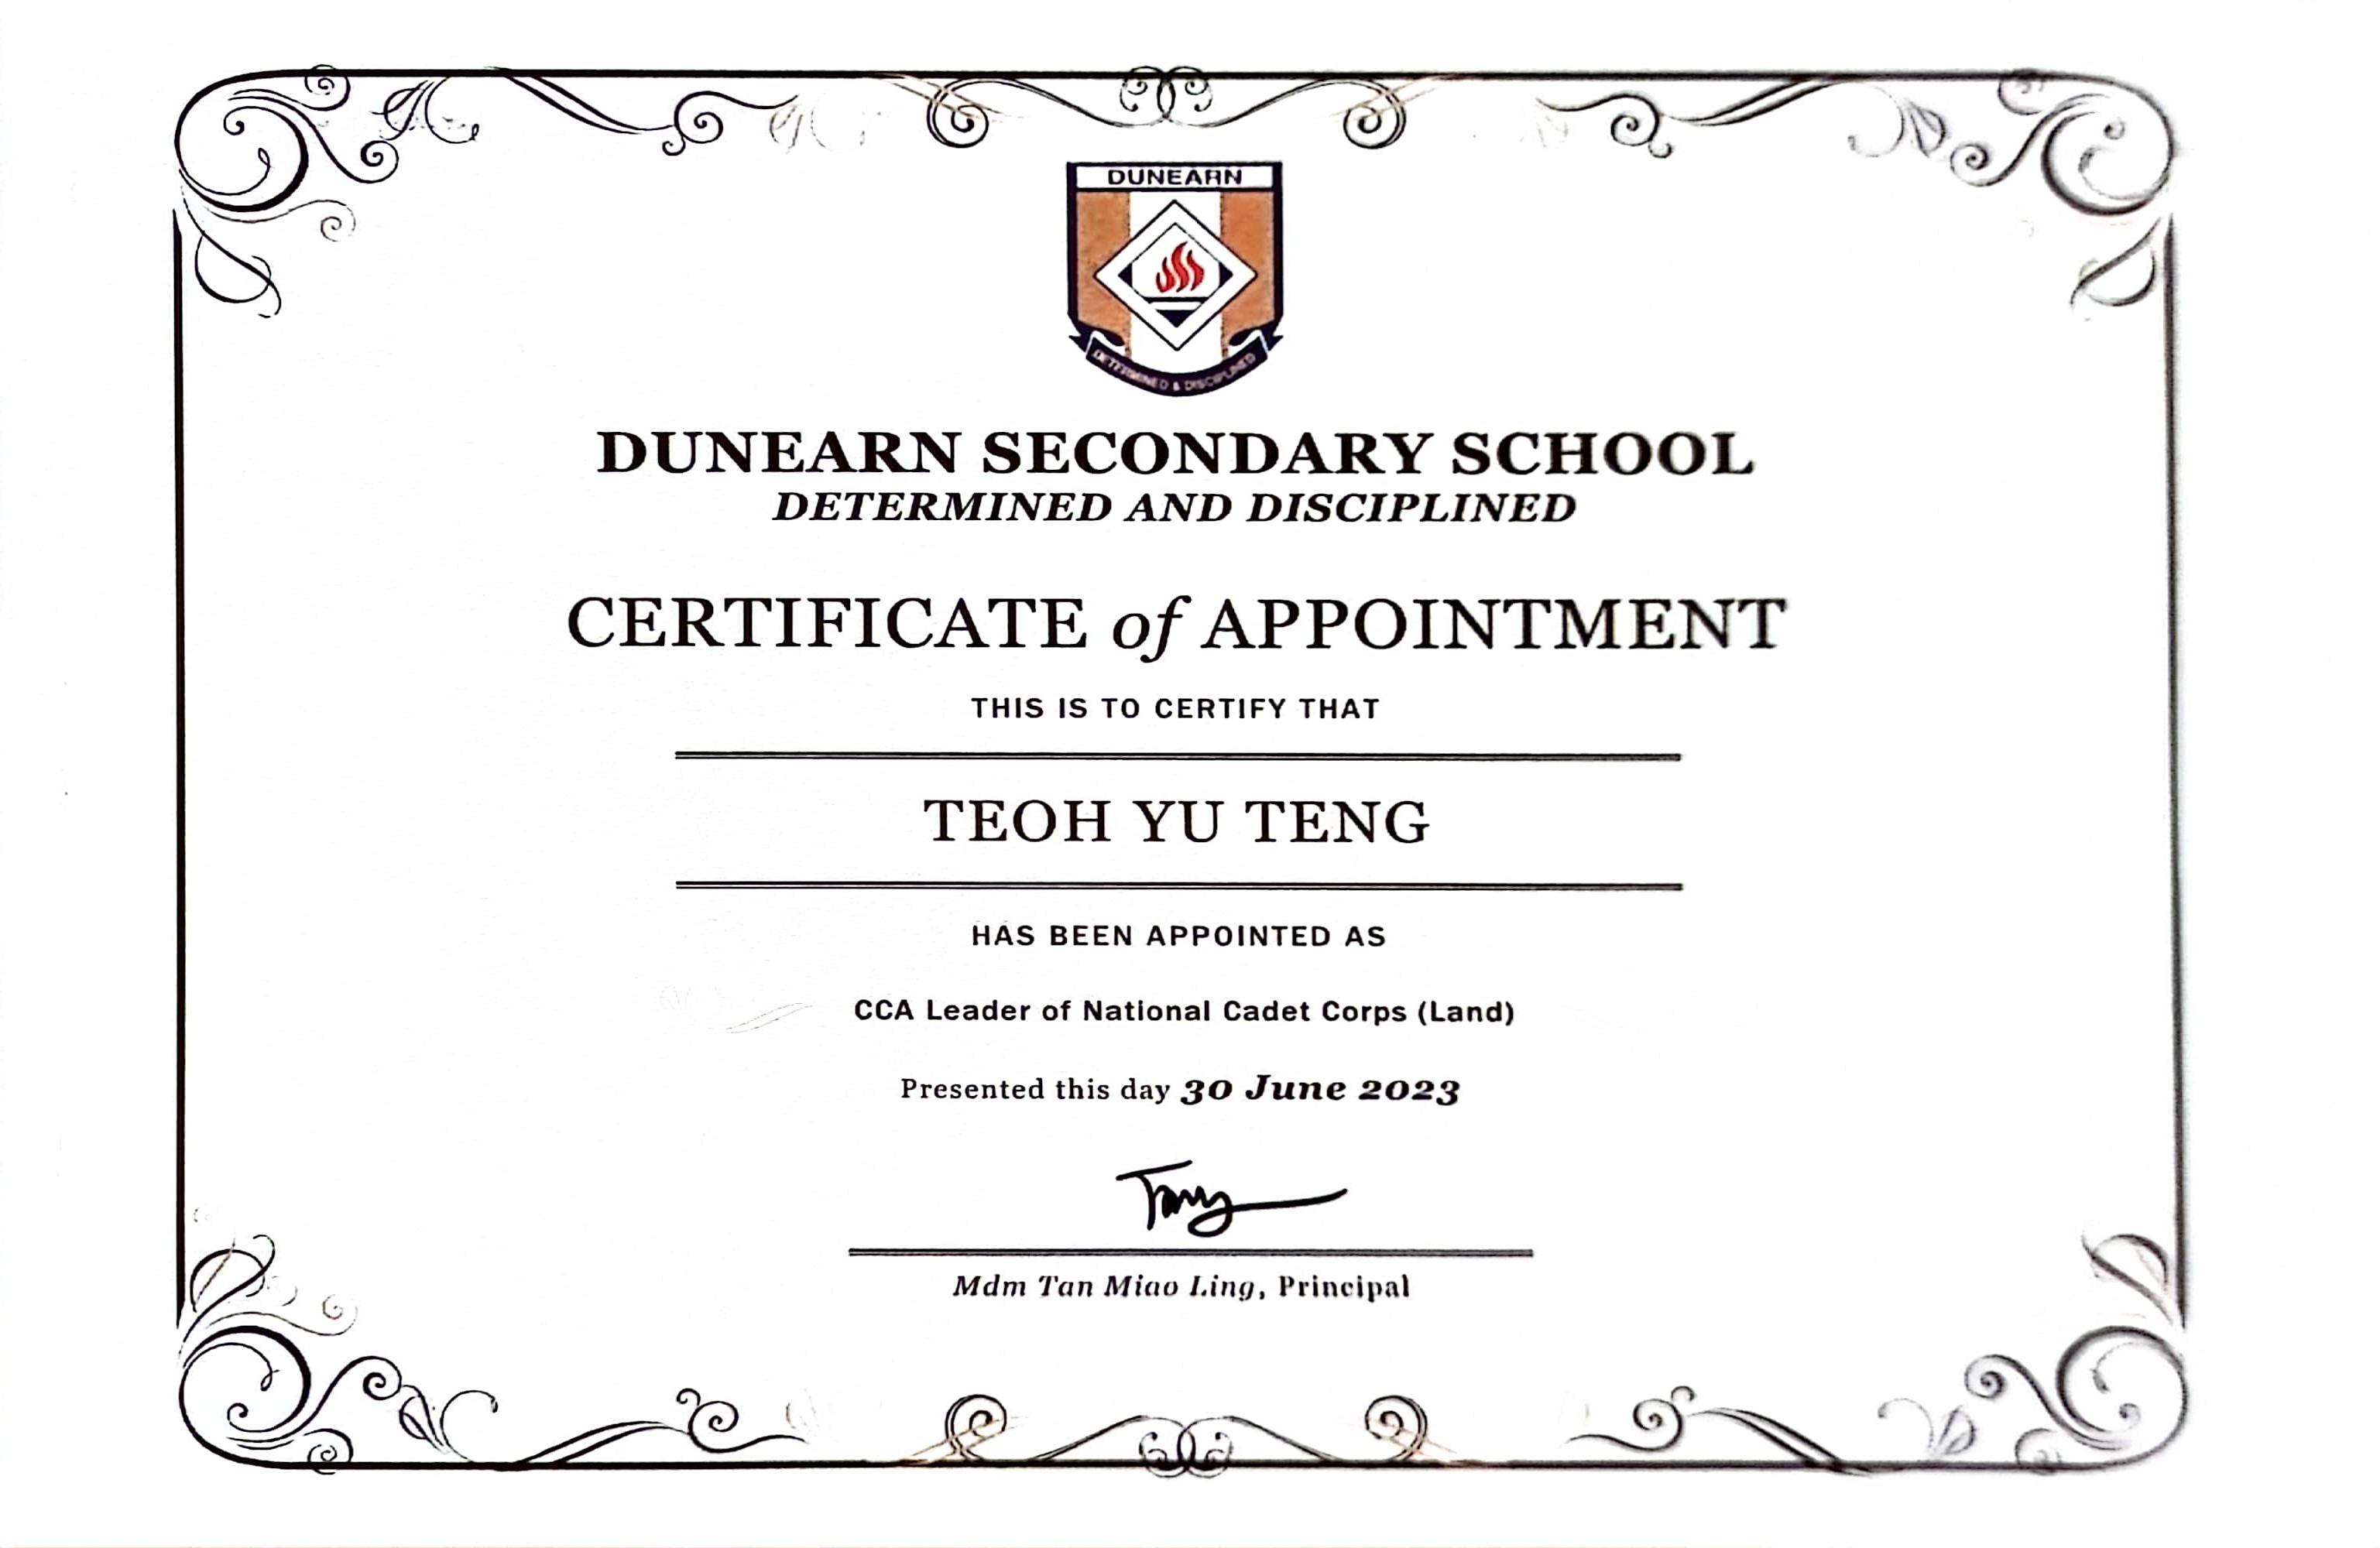 DUNEARN
DETERMINED & DISCIPLINED
DUNEARN SECONDARY SCHOOL
DETERMINED AND DISCIPLINED
CERTIFICATE of APPOINTMENT
THIS IS TO CERTIFY THAT
TEOH YU TENG
HAS BEEN APPOINTED AS
CCA Leader of National Cadet Corps (Land)
Presented this day 30 June 2023
Mdm Tan Miao Ling, Principal